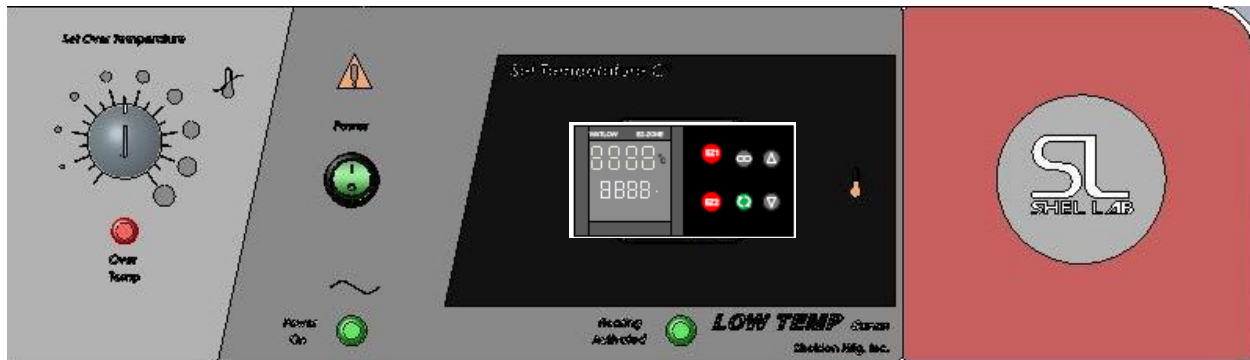 Set Over Temperature
Over
Temp
Power
Power
On
Set Temperature C
WATLOW EZ-ZONE
8888 °C
8888
EZ1
EZ2
Heating
Activated
LOW TEMP
Sheldon Mfg. Inc.
SL
SHEL LAB